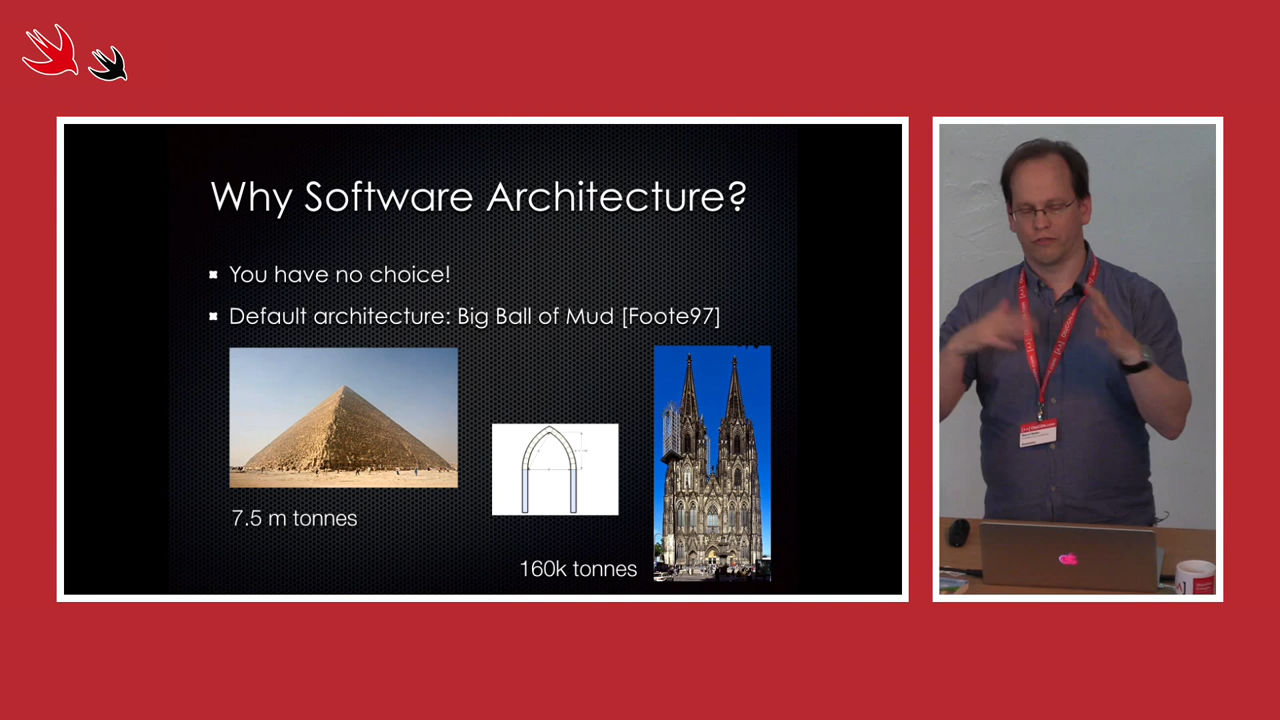 Why Software Architecture?
You have no choice!
Default architecture: Big Ball of Mud [Foote97]
7.5 m tonnes
160k tonnes